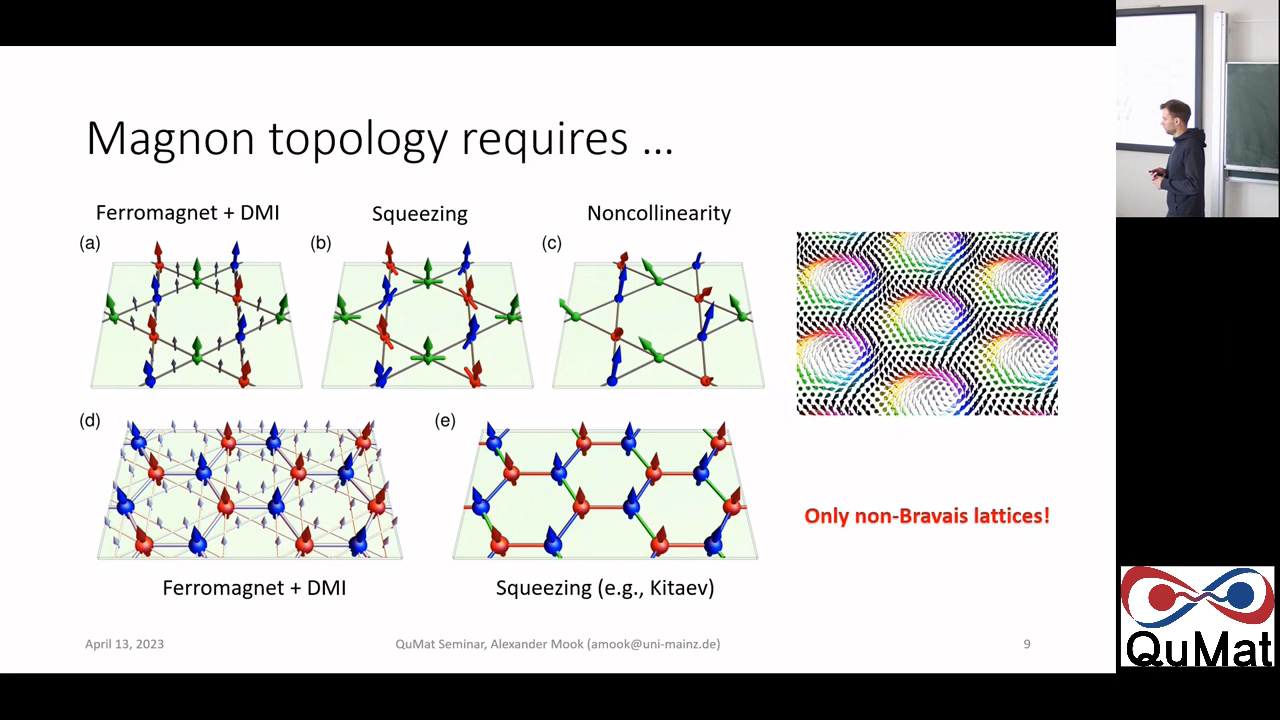 Magnon topology requires ...
Ferromagnet + DMI
Squeezing
Noncollinearity
(a)
(b)
(c)
(d)
(e)
Only non-Bravais lattices!
Ferromagnet + DMI
Squeezing (e.g., Kitaev)
April 13, 2023
QuMat Seminar, Alexander Mook (amook@uni-mainz.de)
9
QuMat